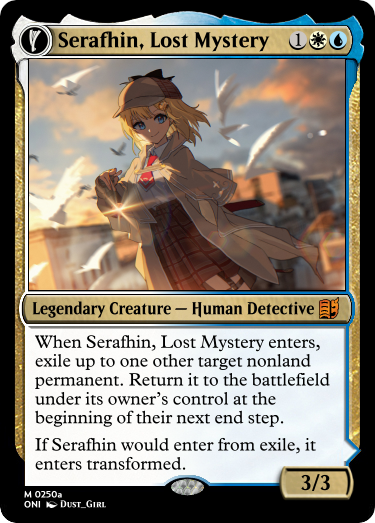 Serafhin, Lost Mystery 1
Legendary Creature — Human Detective
When Serafhin, Lost Mystery enters,
exile up to one other target nonland
permanent. Return it to the battlefield
under its owner's control at the
beginning of their next end step.
If Serafhin would enter from exile, it
enters transformed.
3/3
M 0250a
ONI Dust_Girl